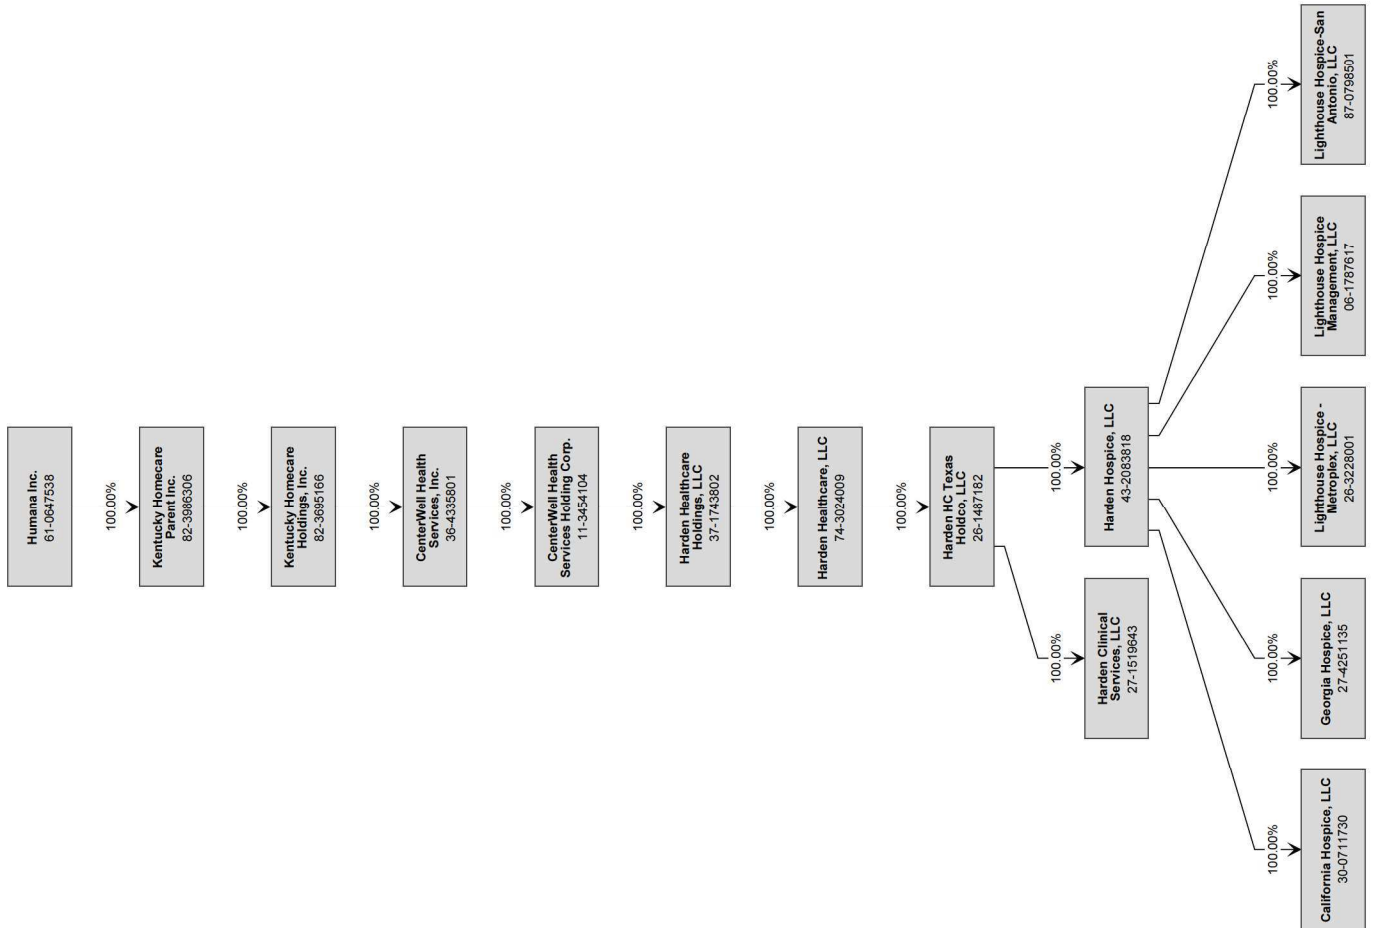 Humana Inc.
61-0647538
100.00%
Kentucky Homecare
Parent Inc.
82-3986306
100.00%
Kentucky Homecare
Holdings, Inc.
82-3695166
100.00%
CenterWell Health
Services, Inc.
36-4335801
100.00%
CenterWell Health
Services Holding Corp.
11-3454104
100.00%
Harden Healthcare
Holdings, LLC
37-1743802
100.00%
Harden Healthcare, LLC
74-3024009
100.00%
Harden HC Texas
Holdco, LLC
26-1487182
100.00%
Harden Clinical
Services, LLC
27-1519643
100.00%
Harden Hospice, LLC
43-2083818
100.00%
California Hospice, LLC
30-0711730
100.00%
Georgia Hospice, LLC
27-4251135
100.00%
Lighthouse Hospice -
Metroplex, LLC
26-3228001
100.00%
Lighthouse Hospice
Management, LLC
06-1787617
100.00%
Lighthouse Hospice-San
Antonio, LLC
87-0798501